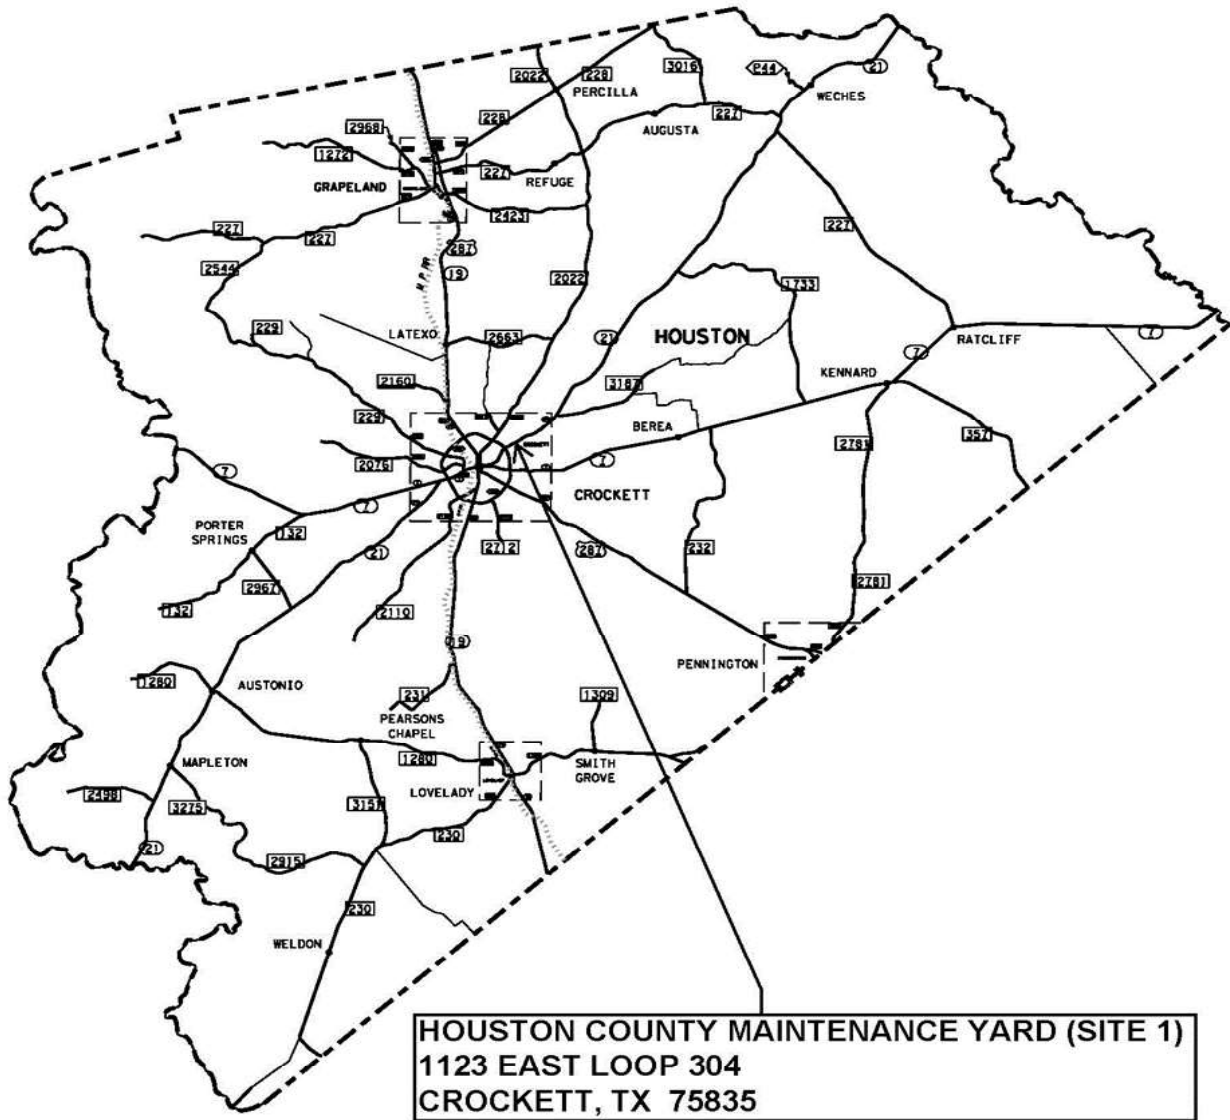 2022
228
3016
P44
21
PERCILLA
WECHES
2968
228
AUGUSTA
227
1272
GRAPELAND
227
REFUGE
2423
227
227
227
287
2544
M.P. RR
19
2022
1733
229
LATEXO
2663
21
HOUSTON
7
RATCLIFF
7
2160
3187
KENNARD
229
BEREA
2781
357
2076
7
7
CROCKETT
7
PORTER
SPRINGS
132
21
2712
287
232
2967
2781
132
2110
19
PENNINGTON
1280
AUSTONIO
231
1309
PEARSONS
CHAPEL
MAPLETON
1280
SMITH
GROVE
2498
3275
3151
LOVELADY
21
2915
230
230
WELDON
HOUSTON COUNTY MAINTENANCE YARD (SITE 1)
1123 EAST LOOP 304
CROCKETT, TX 75835